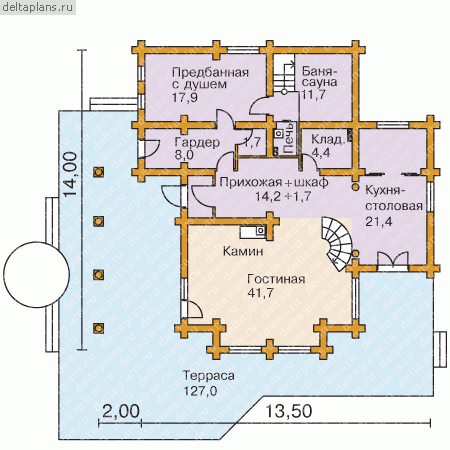 deltaplans.ru
Предбанная
с душем
17,9
Баня-
сауна
11,7
Гардер
8,0
1,7
Печь
Клад.
4,4
14,00
Прихожая+шкаф
14,2+1,7
Кухня-
столовая
21,4
Камин
Гостиная
41,7
Терраса
127,0
2,00
13,50